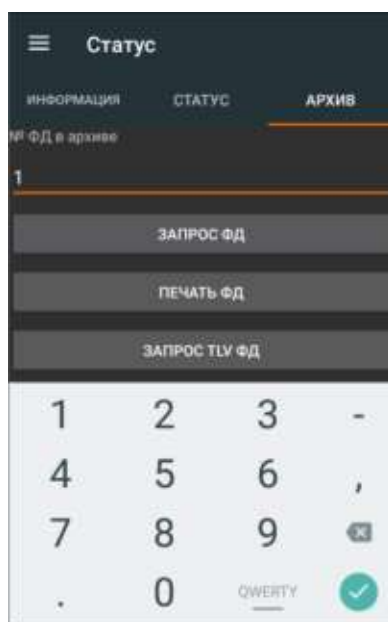 Статус
ИНФОРМАЦИЯ СТАТУС АРХИВ
№ ФД в архиве
1
ЗАПРОС ФД
ПЕЧАТЬ ФД
ЗАПРОС TLV ФД
1 2 3 -
4 5 6 ,
7 8 9
. 0 QWERTY